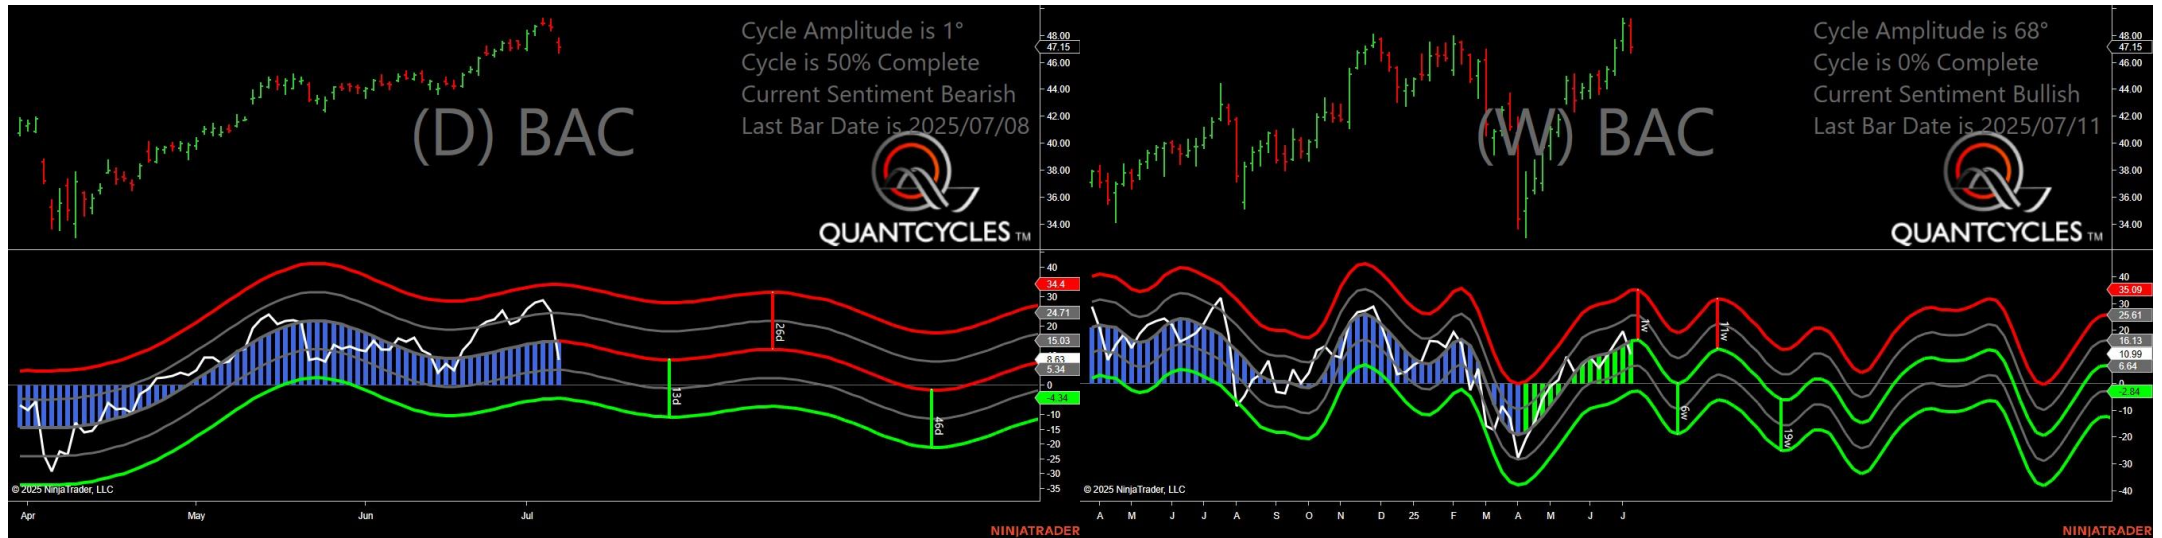 Cycle Amplitude is 1°
Cycle is 50% Complete
Current Sentiment Bearish
Last Bar Date is 2025/07/08
(D) BAC
QUANTCYCLES TM
48.00
47.15
46.00
44.00
42.00
40.00
38.00
36.00
34.00
40
34.4
30
24.71
20
15.03
8.63
5.34
0
-4.34
-10
-15
-20
-25
-30
-35
13d
26d
46d
© 2025 NinjaTrader, LLC
Apr May Jun Jul
NINJATRADER
Cycle Amplitude is 68°
Cycle is 0% Complete
Current Sentiment Bullish
Last Bar Date is 2025/07/11
(W) BAC
QUANTCYCLES TM
48.00
47.15
46.00
44.00
42.00
40.00
38.00
36.00
34.00
40
35.09
30
25.61
20
16.13
10.99
6.64
0
-2.84
-10
-20
-30
-40
1w
6w
11w
19w
© 2025 NinjaTrader, LLC
A M J J A S O N D 25 F M A M J J
NINJATRADER